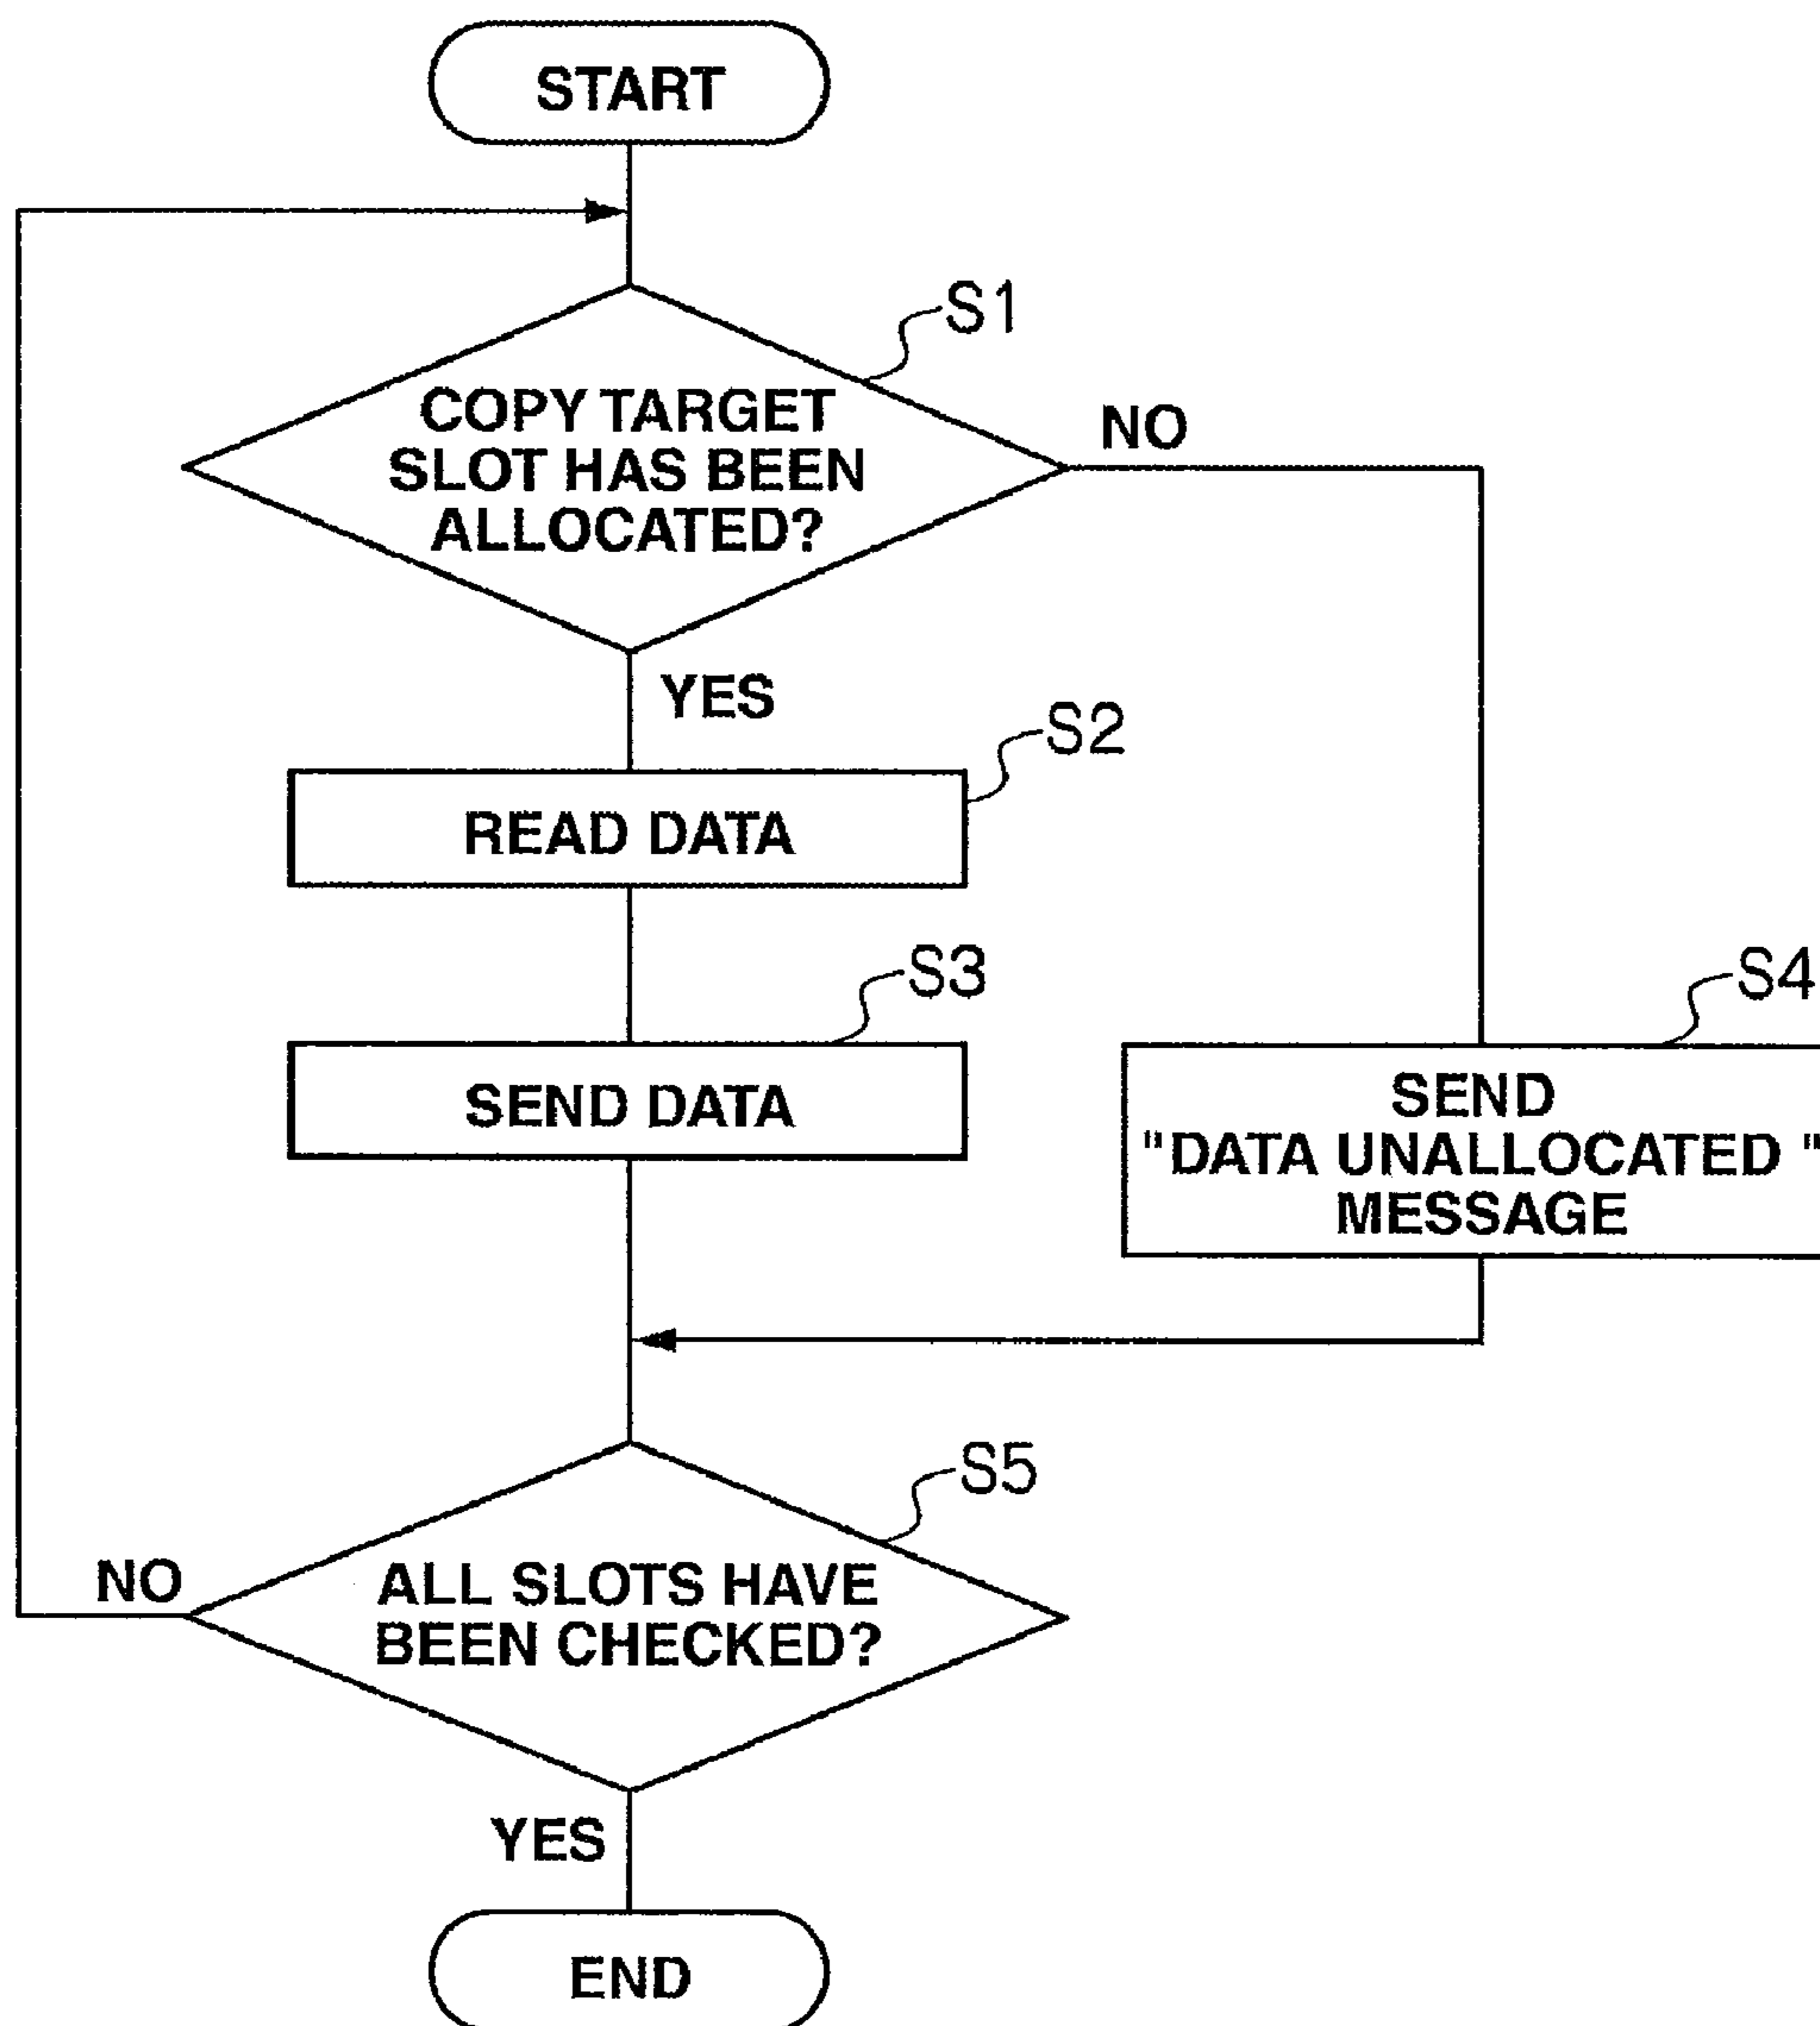 START
S1
COPY TARGET
SLOT HAS BEEN
ALLOCATED?
NO
YES
S2
READ DATA
S3
SEND DATA
S4
SEND
"DATA UNALLOCATED "
MESSAGE
S5
NO
ALL SLOTS HAVE
BEEN CHECKED?
YES
END